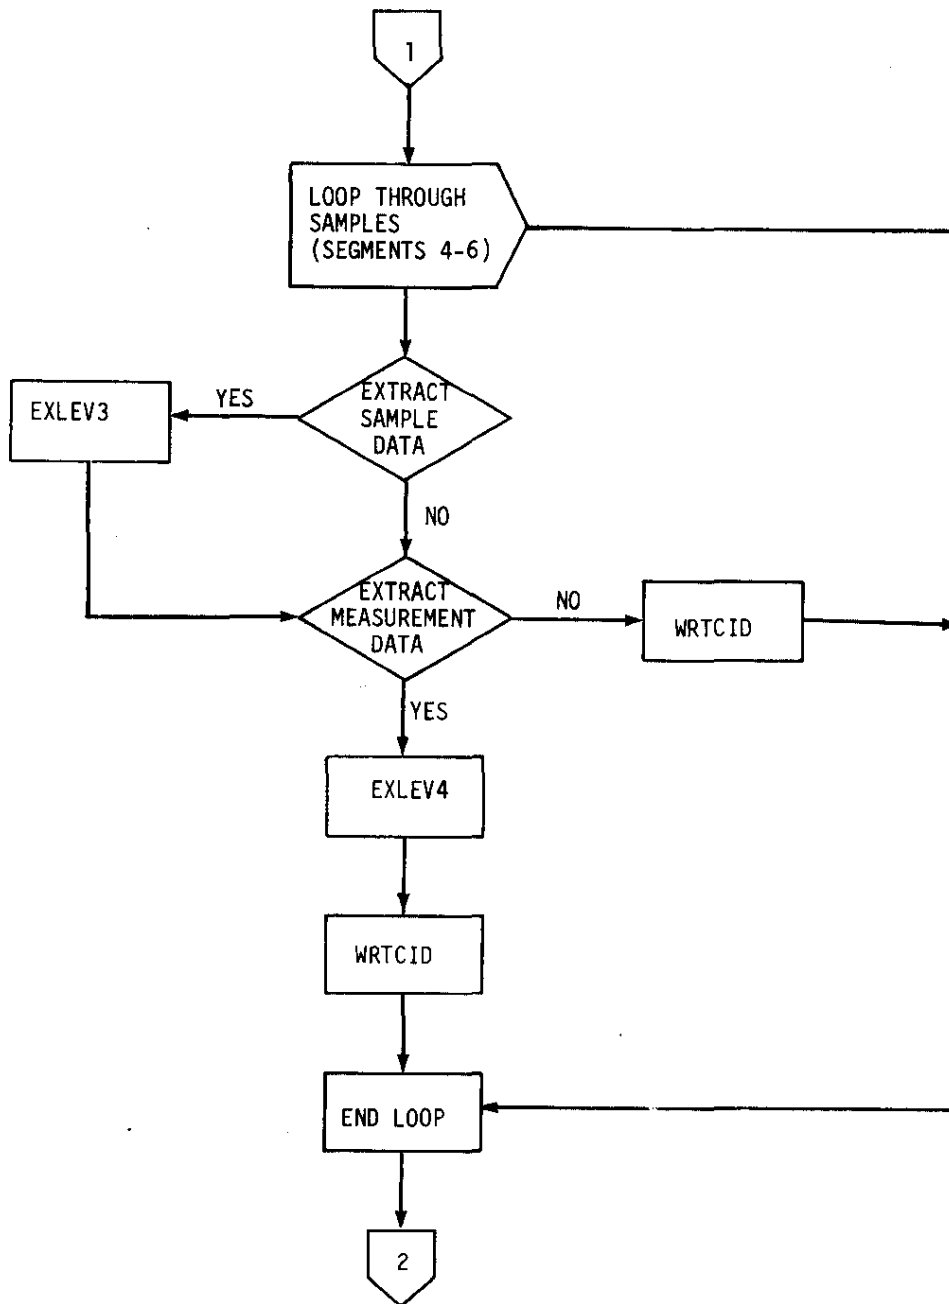 1
LOOP THROUGH
SAMPLES
(SEGMENTS 4-6)
EXTRACT
SAMPLE
DATA
YES
EXLEV3
NO
EXTRACT
MEASUREMENT
DATA
NO
WRTCID
YES
EXLEV4
WRTCID
END LOOP
2